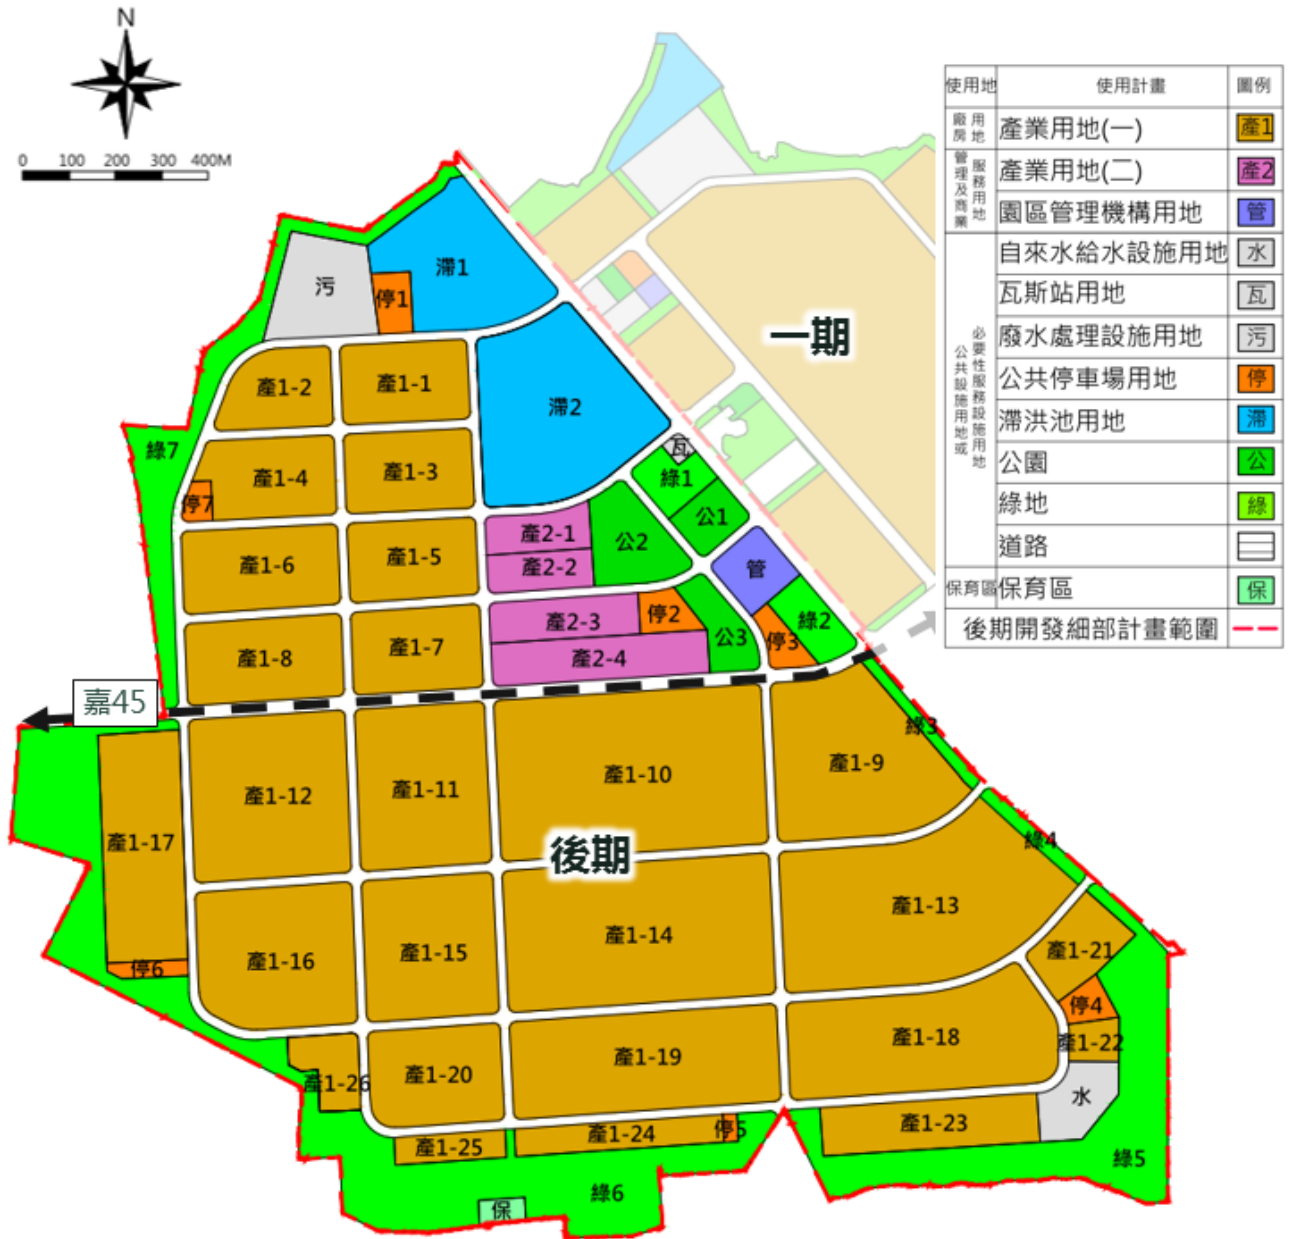 N
0 100 200 300 400M
使用地 使用計畫 圖例
廠房用地 產業用地(一) 產1
管理及商業服務用地 產業用地(二) 產2
園區管理機構用地 管
公共設施用地或必要性服務設施用地
自來水給水設施用地 水
瓦斯站用地 瓦
廢水處理設施用地 污
公共停車場用地 停
滯洪池用地 滯
公園 公
綠地 綠
道路
保育區 保育區 保
後期開發細部計畫範圍
一期
滯1
污
停1
產1-2
產1-1
滯2
綠7
瓦
綠1
產1-4
產1-3
停7
公1
產2-1
公2
產1-6
產1-5
產2-2
管
產2-3
停2
綠2
公3
停3
產1-8
產1-7
產2-4
嘉45
綠3
產1-12
產1-11
產1-10
產1-9
產1-17
後期
綠4
產1-13
產1-14
產1-21
產1-16
產1-15
停6
停4
產1-18
產1-22
產1-19
產1-20
產1-26
水
產1-23
產1-24
停5
產1-25
綠5
綠6
保